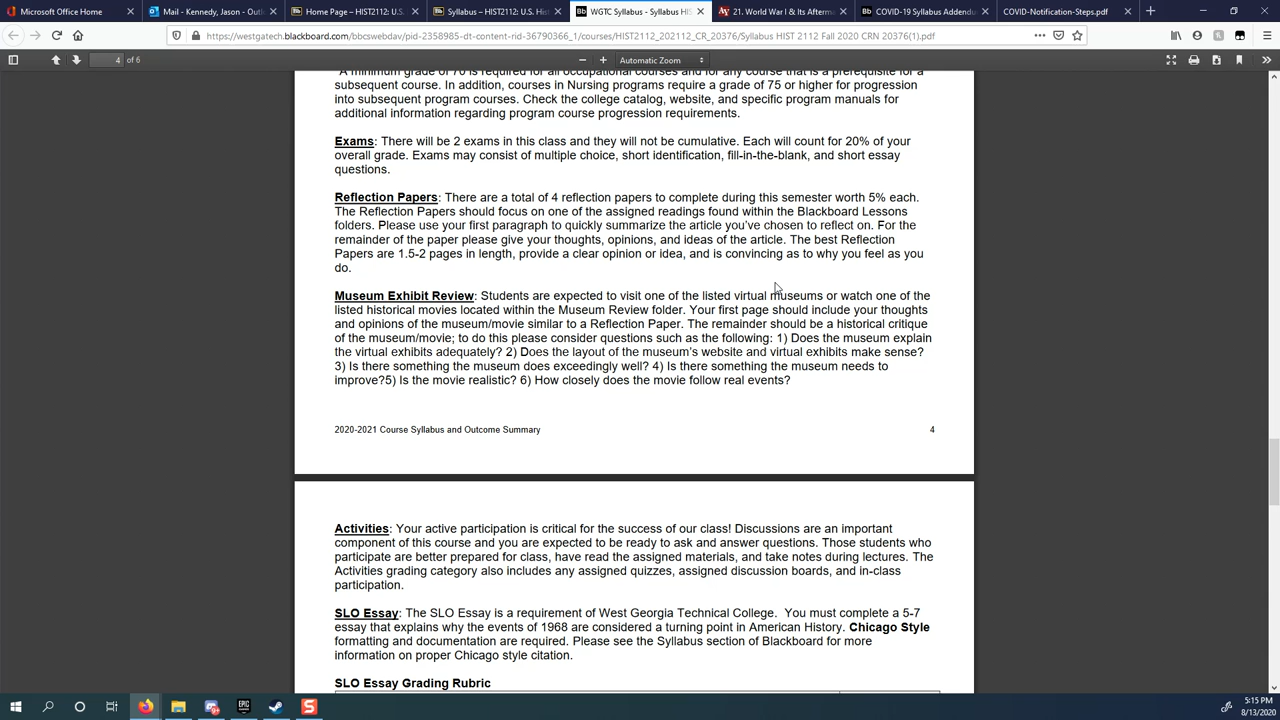 Microsoft Office Home
Mail - Kennedy, Jason - Outlook
Home Page – HIST2112: U.S.
Syllabus – HIST2112: U.S. Hist
WGTC Syllabus - Syllabus HIS
21. World War I & Its Afterma
COVID-19 Syllabus Addendu
COVID-Notification-Steps.pdf
https://westgatech.blackboard.com/bbcswebdav/pid-2358985-dt-content-rid-36790366_1/courses/HIST2112_202112_CR_20376/Syllabus HIST 2112 Fall 2020 CRN 20376(1).pdf
4 of 6
Automatic Zoom
A minimum grade of 70 is required for all occupational courses and for any course that is a prerequisite for a
subsequent course. In addition, courses in Nursing programs require a grade of 75 or higher for progression
into subsequent program courses. Check the college catalog, website, and specific program manuals for
additional information regarding program course progression requirements.
Exams: There will be 2 exams in this class and they will not be cumulative. Each will count for 20% of your
overall grade. Exams may consist of multiple choice, short identification, fill-in-the-blank, and short essay
questions.
Reflection Papers: There are a total of 4 reflection papers to complete during this semester worth 5% each.
The Reflection Papers should focus on one of the assigned readings found within the Blackboard Lessons
folders. Please use your first paragraph to quickly summarize the article you've chosen to reflect on. For the
remainder of the paper please give your thoughts, opinions, and ideas of the article. The best Reflection
Papers are 1.5-2 pages in length, provide a clear opinion or idea, and is convincing as to why you feel as you
do.
Museum Exhibit Review: Students are expected to visit one of the listed virtual museums or watch one of the
listed historical movies located within the Museum Review folder. Your first page should include your thoughts
and opinions of the museum/movie similar to a Reflection Paper. The remainder should be a historical critique
of the museum/movie; to do this please consider questions such as the following: 1) Does the museum explain
the virtual exhibits adequately? 2) Does the layout of the museum's website and virtual exhibits make sense?
3) Is there something the museum does exceedingly well? 4) Is there something the museum needs to
improve?5) Is the movie realistic? 6) How closely does the movie follow real events?
2020-2021 Course Syllabus and Outcome Summary 4
Activities: Your active participation is critical for the success of our class! Discussions are an important
component of this course and you are expected to be ready to ask and answer questions. Those students who
participate are better prepared for class, have read the assigned materials, and take notes during lectures. The
Activities grading category also includes any assigned quizzes, assigned discussion boards, and in-class
participation.
SLO Essay: The SLO Essay is a requirement of West Georgia Technical College.  You must complete a 5-7
essay that explains why the events of 1968 are considered a turning point in American History. Chicago Style
formatting and documentation are required. Please see the Syllabus section of Blackboard for more
information on proper Chicago style citation.
SLO Essay Grading Rubric
5:15 PM
8/13/2020